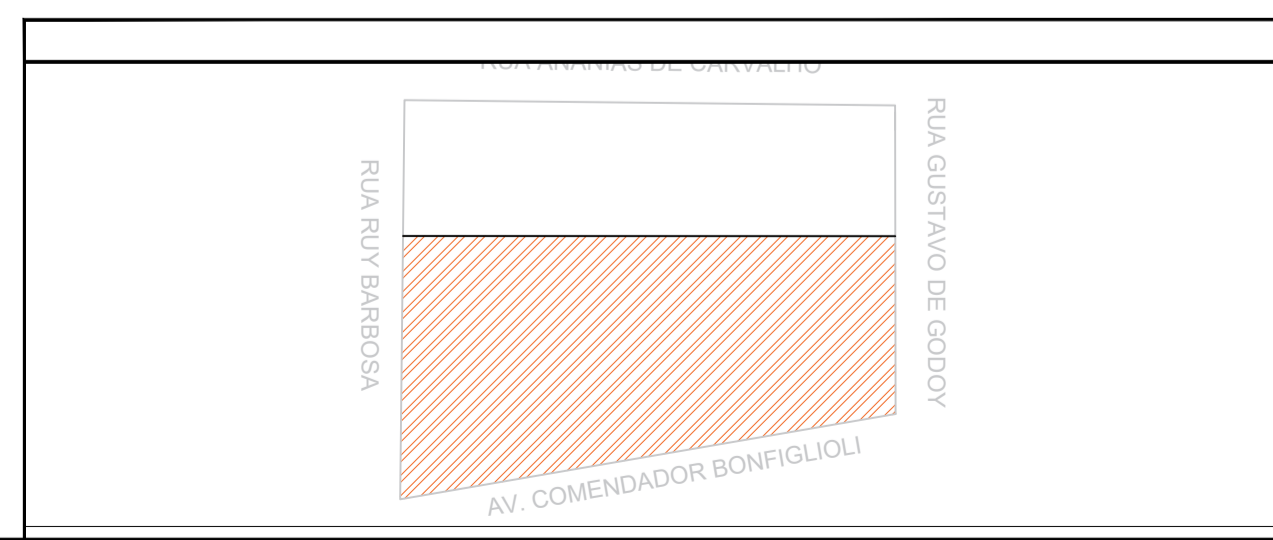 RUA ANANIAS DE CARVALHO
RUA RUY BARBOSA
RUA GUSTAVO DE GODOY
AV. COMENDADOR BONFIGLIOLI